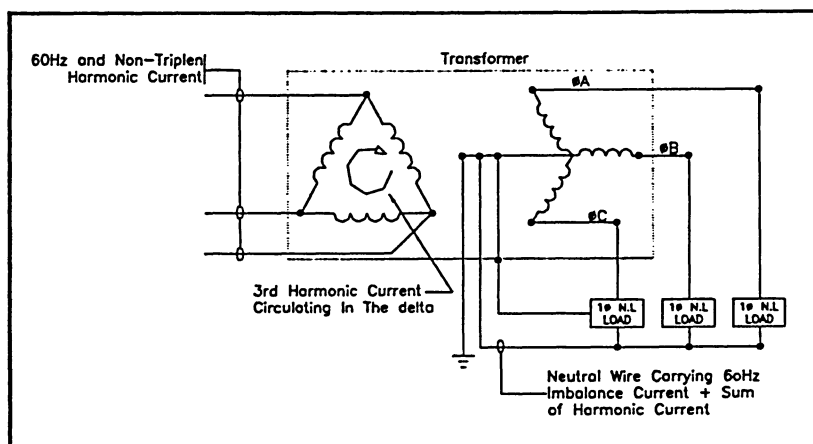 60Hz and Non-Triplen
Harmonic Current
Transformer
øA
øB
øC
3rd Harmonic Current
Circulating In The delta
1ø N.L
LOAD
1ø N.L
LOAD
1ø N.L
LOAD
Neutral Wire Carrying 6oHz
Imbalance Current + Sum
of Harmonic Current